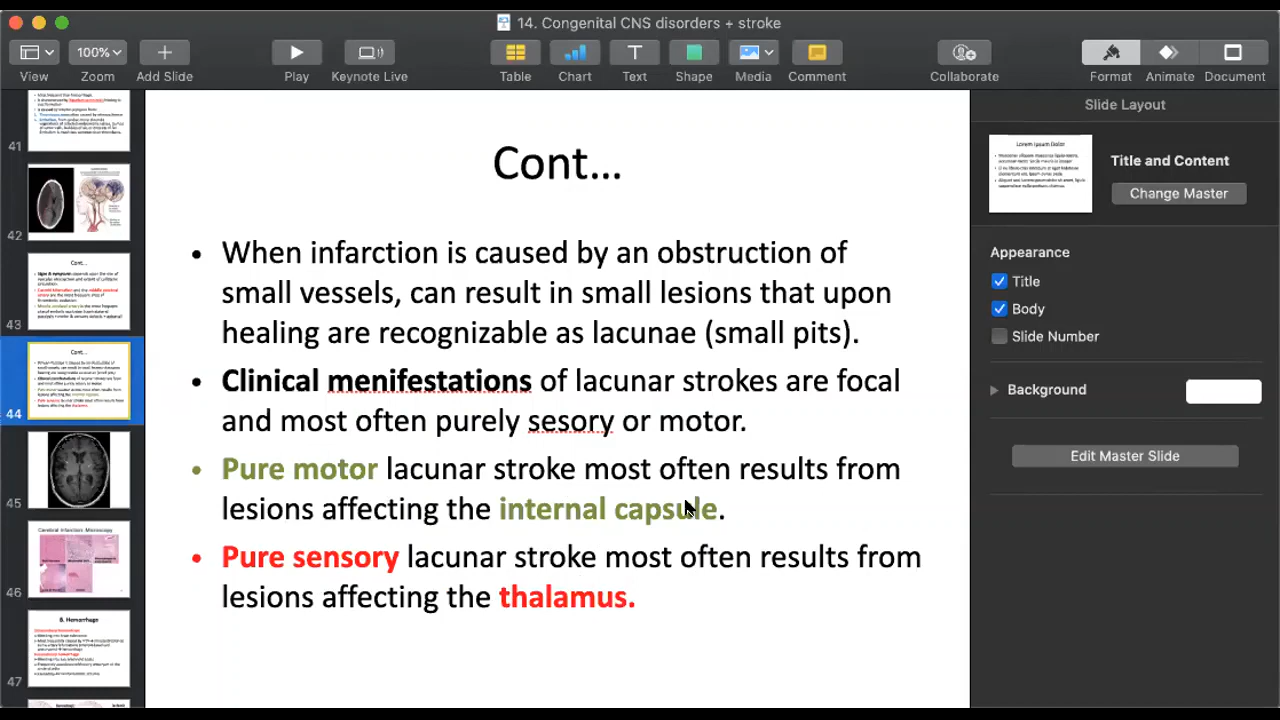 14. Congenital CNS disorders + stroke
100%
View
Zoom
Add Slide
Play
Keynote Live
Table
Chart
Text
Shape
Media
Comment
Collaborate
Format
Animate
Document
41
42
43
44
45
46
47
Cont...
Cont...
Cerebral Infarction: Microscopy
B. Hemorrhage
Cont...
• When infarction is caused by an obstruction of
small vessels, can result in small lesions that upon
healing are recognizable as lacunae (small pits).
• Clinical menifestations of lacunar strokes are focal
and most often purely sesory or motor.
• Pure motor lacunar stroke most often results from
lesions affecting the internal capsule.
• Pure sensory lacunar stroke most often results from
lesions affecting the thalamus.
Slide Layout
Lorem Ipsum Dolor
Title and Content
Change Master
Appearance
Title
Body
Slide Number
Background
Edit Master Slide